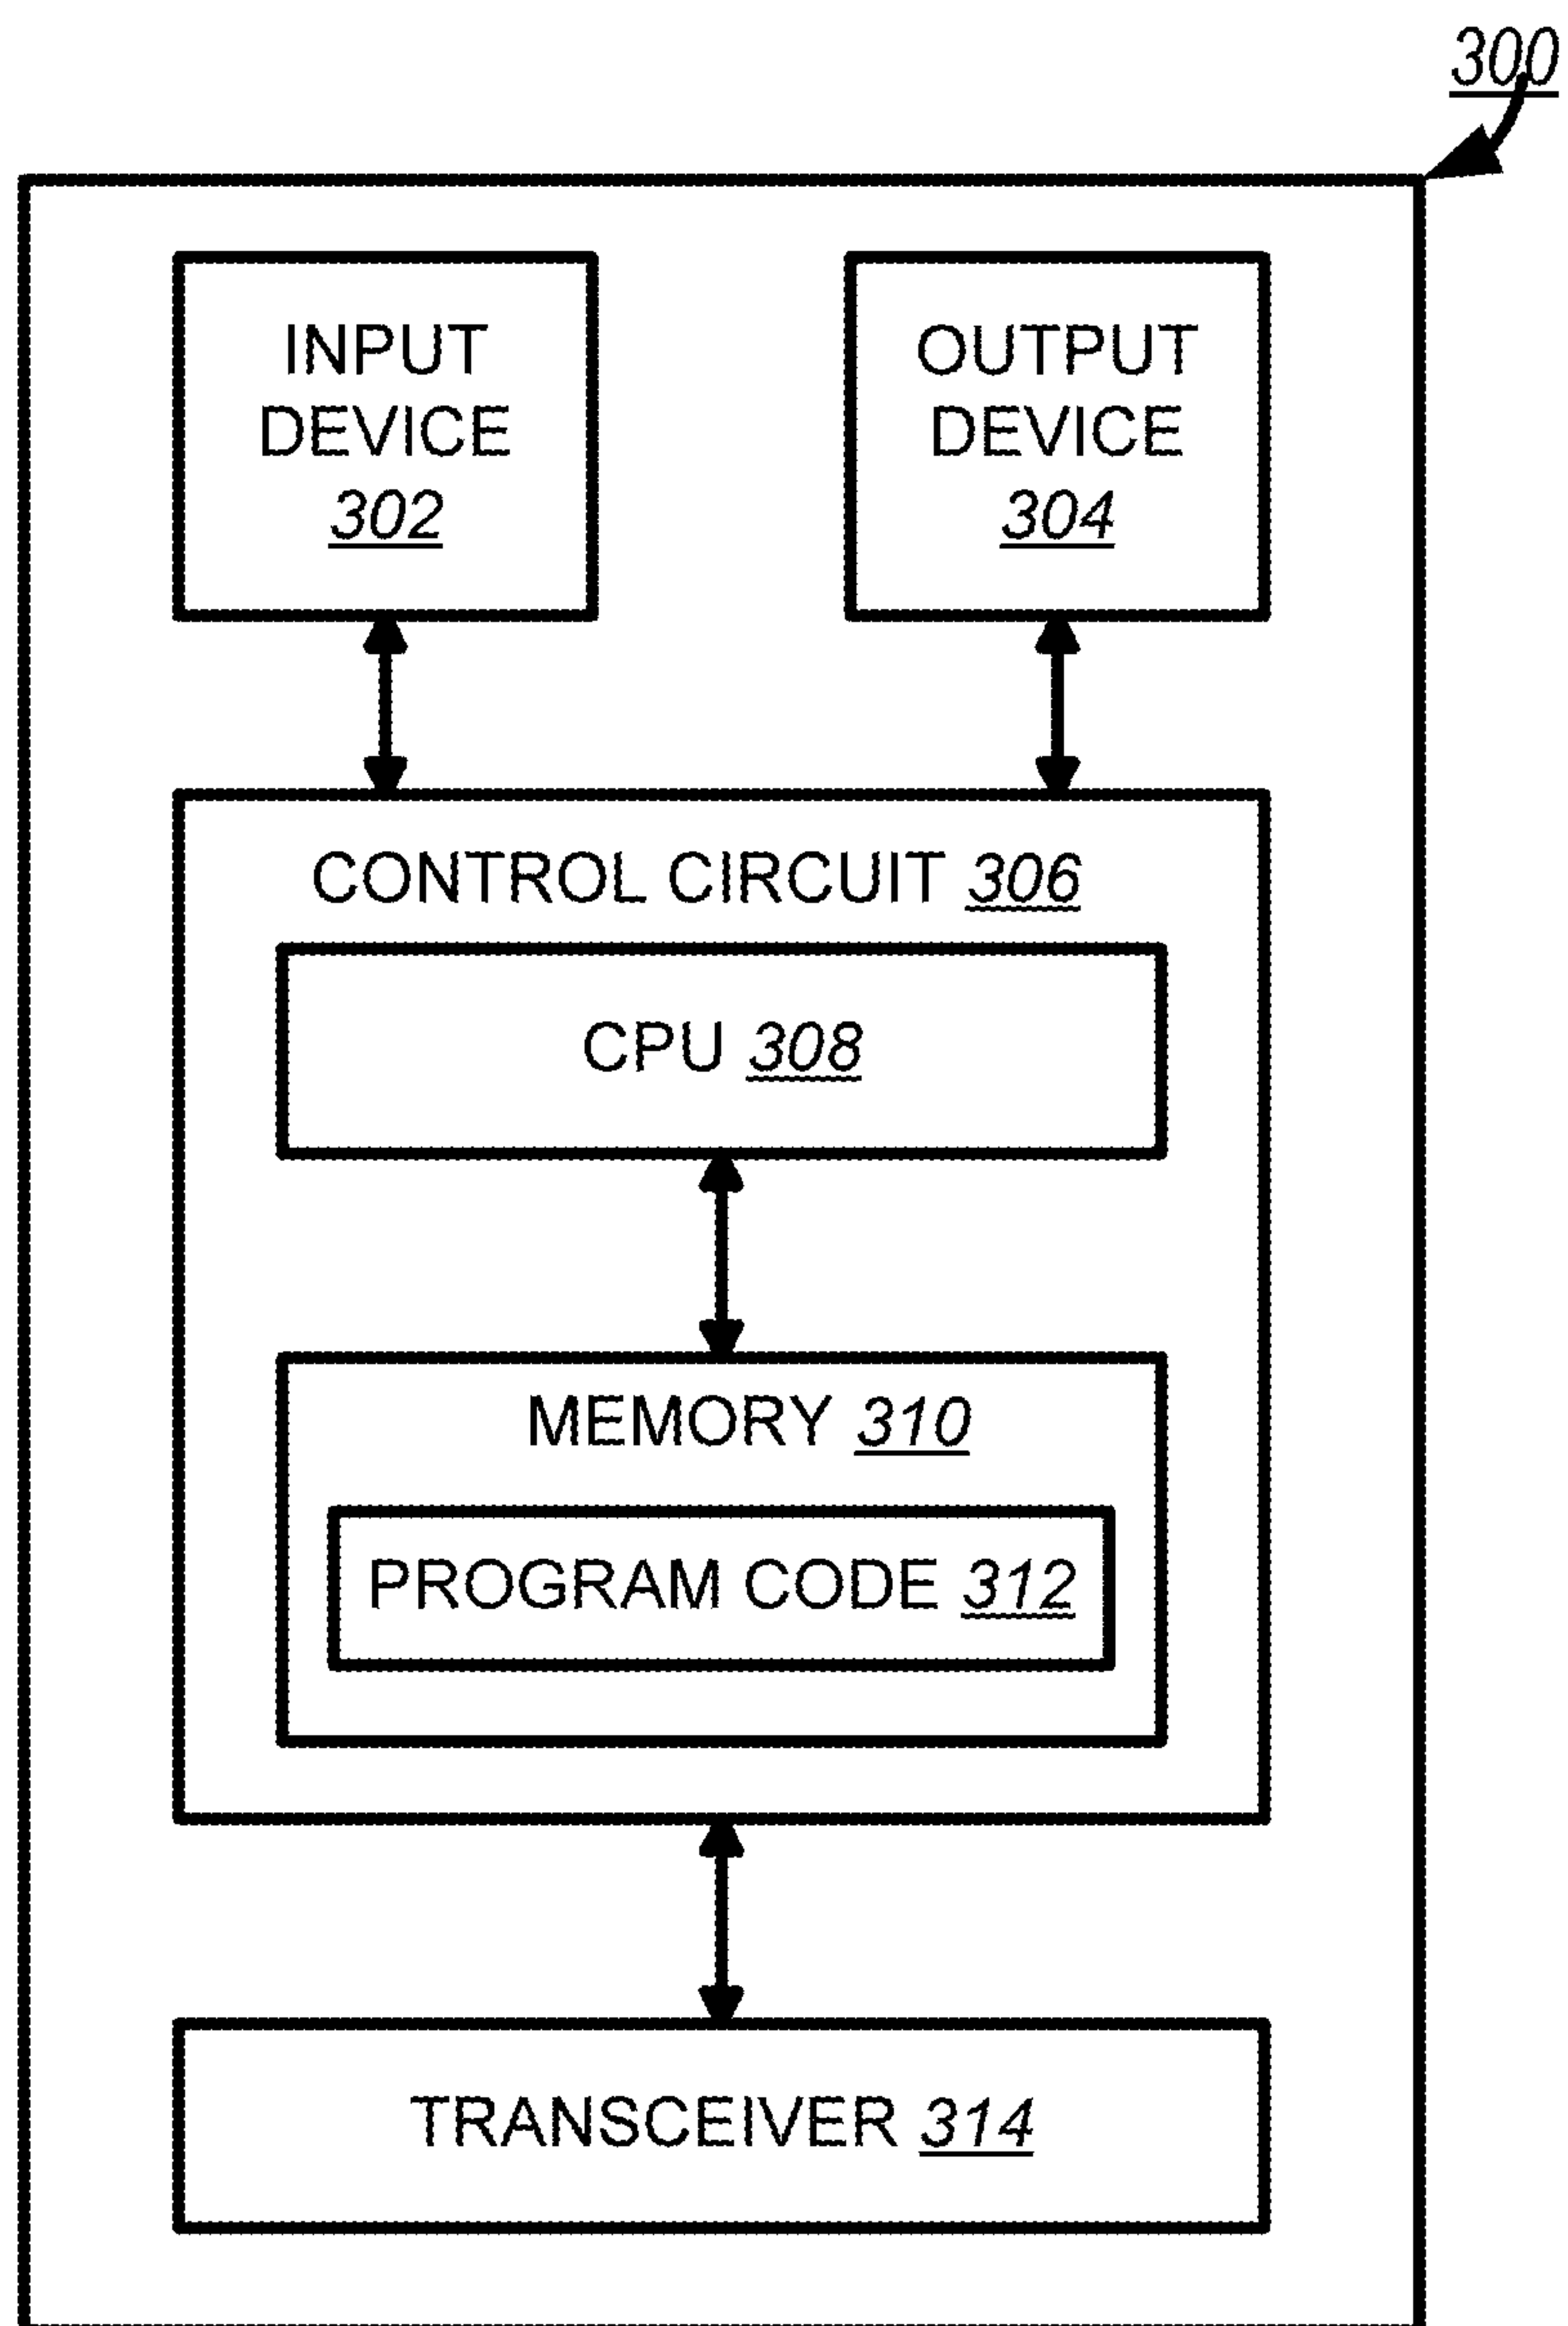 300
INPUT
DEVICE
302
OUTPUT
DEVICE
304
CONTROL CIRCUIT 306
CPU 308
MEMORY 310
PROGRAM CODE 312
TRANSCEIVER 314